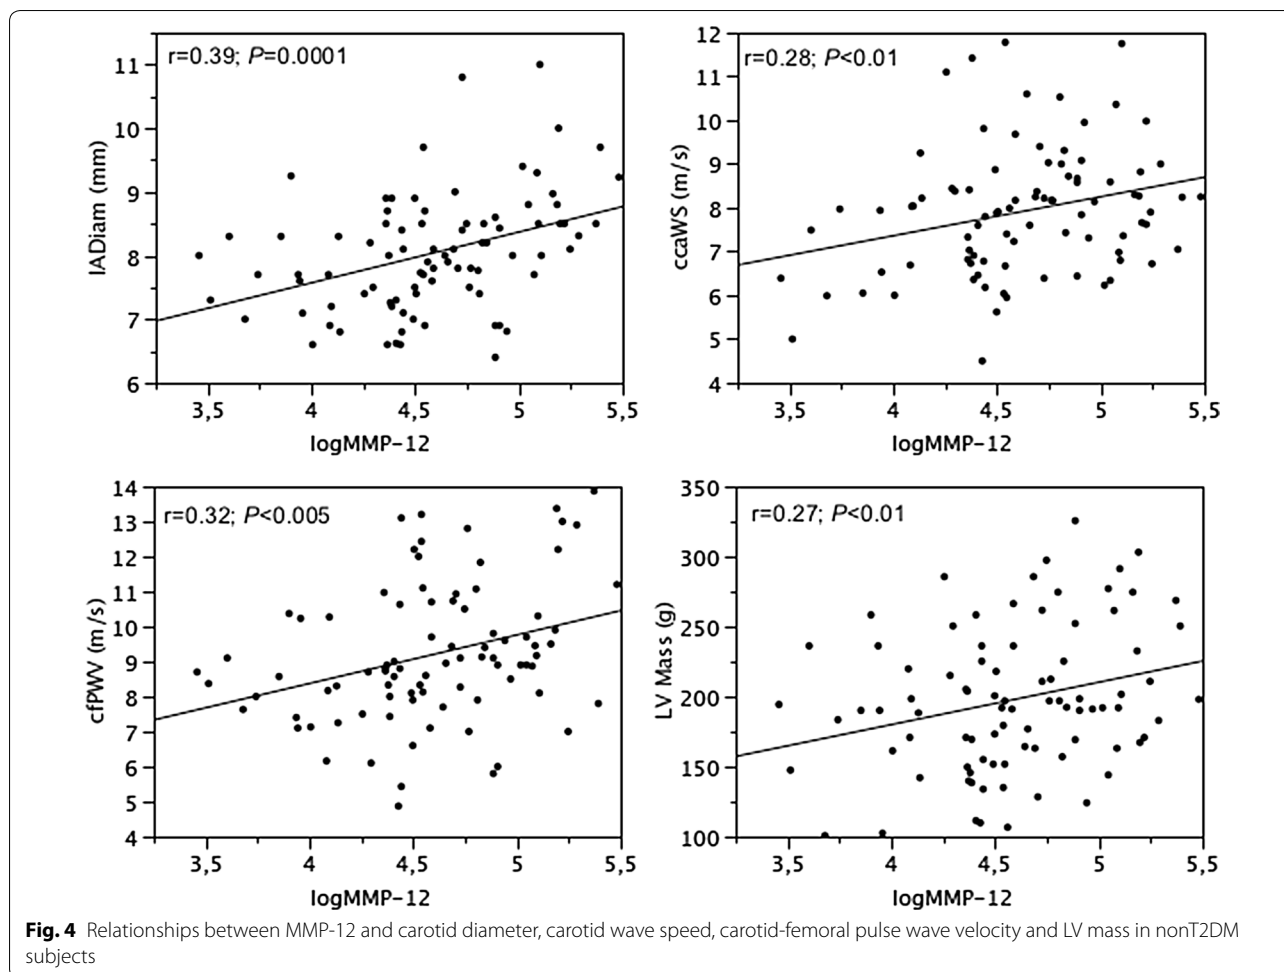 r=0.39; P=0.0001
11
10
9
8
7
6
IADiam (mm)
3,5 4 4,5 5 5,5
logMMP-12
r=0.28; P<0.01
12
11
10
9
8
7
6
5
4
ccaWS (m/s)
3,5 4 4,5 5 5,5
logMMP-12
r=0.32; P<0.005
14
13
12
11
10
9
8
7
6
5
4
cfPWV (m/s)
3,5 4 4,5 5 5,5
logMMP-12
r=0.27; P<0.01
350
300
250
200
150
100
LV Mass (g)
3,5 4 4,5 5 5,5
logMMP-12
Fig. 4 Relationships between MMP-12 and carotid diameter, carotid wave speed, carotid-femoral pulse wave velocity and LV mass in nonT2DM
subjects